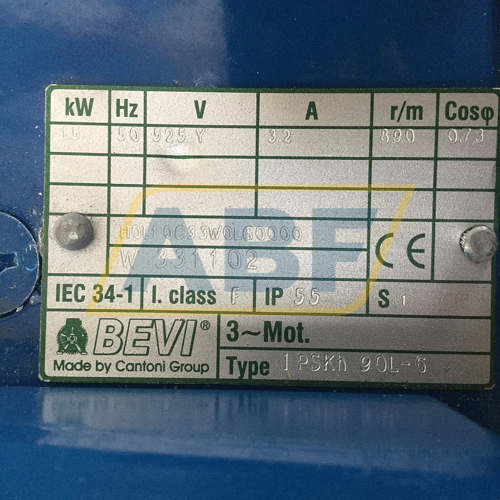 kW Hz V A r/m Cosφ
50 525 Y 3.2 890 0.73
ABF
CE
IEC 34-1 I. class F IP 55 S 1
BEVI® 3~Mot.
Made by Cantoni Group Type 1PSKh 90L-6